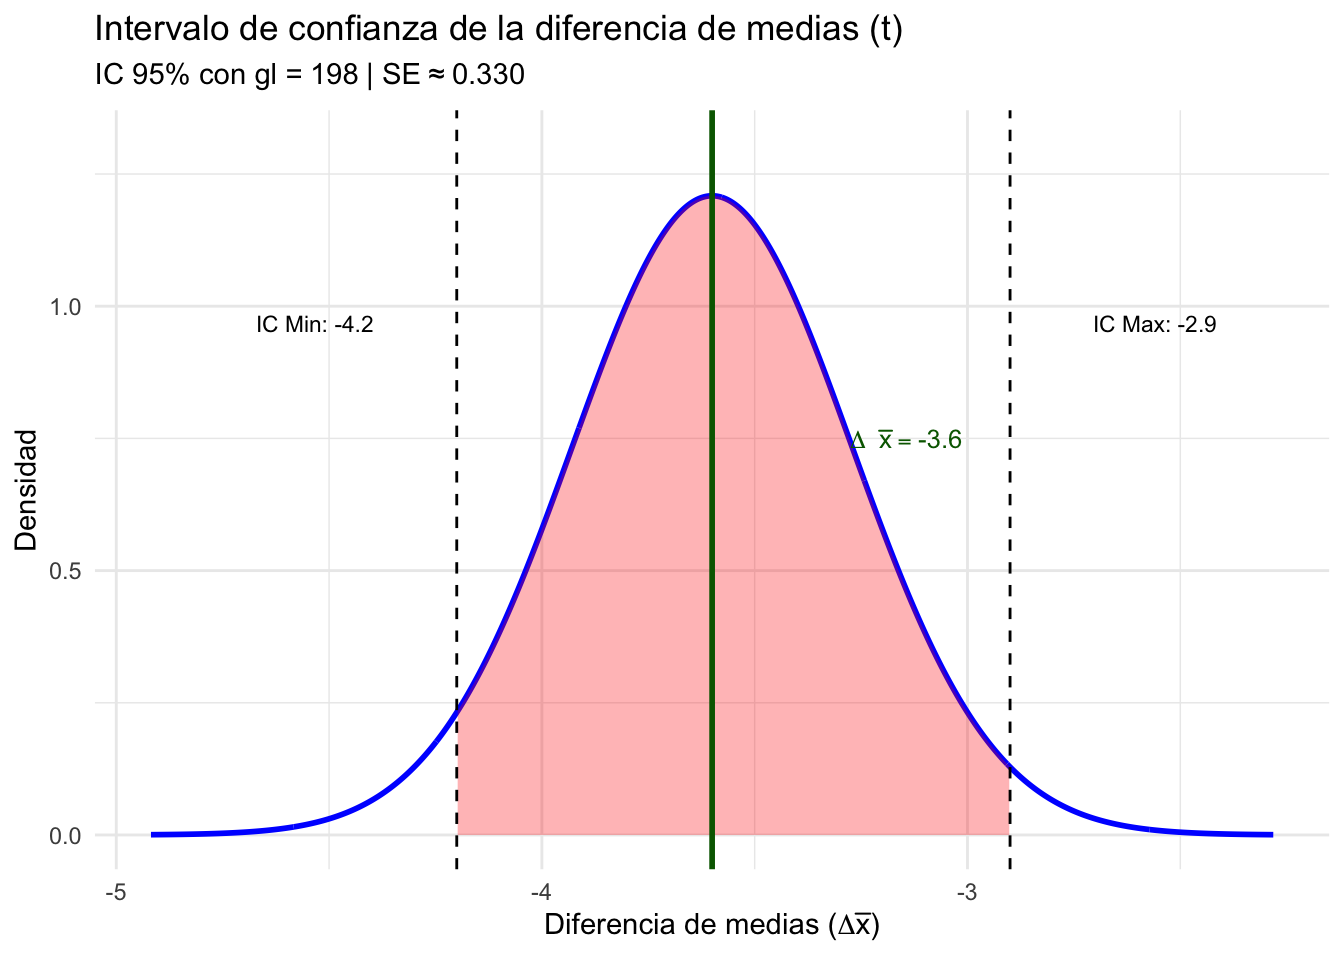 Intervalo de confianza de la diferencia de medias (t)
IC 95% con gl = 198 | SE ≈ 0.330
Densidad
1.0
0.5
0.0
IC Min: -4.2
IC Max: -2.9
Δ x̅ = -3.6
-5
-4
-3
Diferencia de medias (Δx̅)